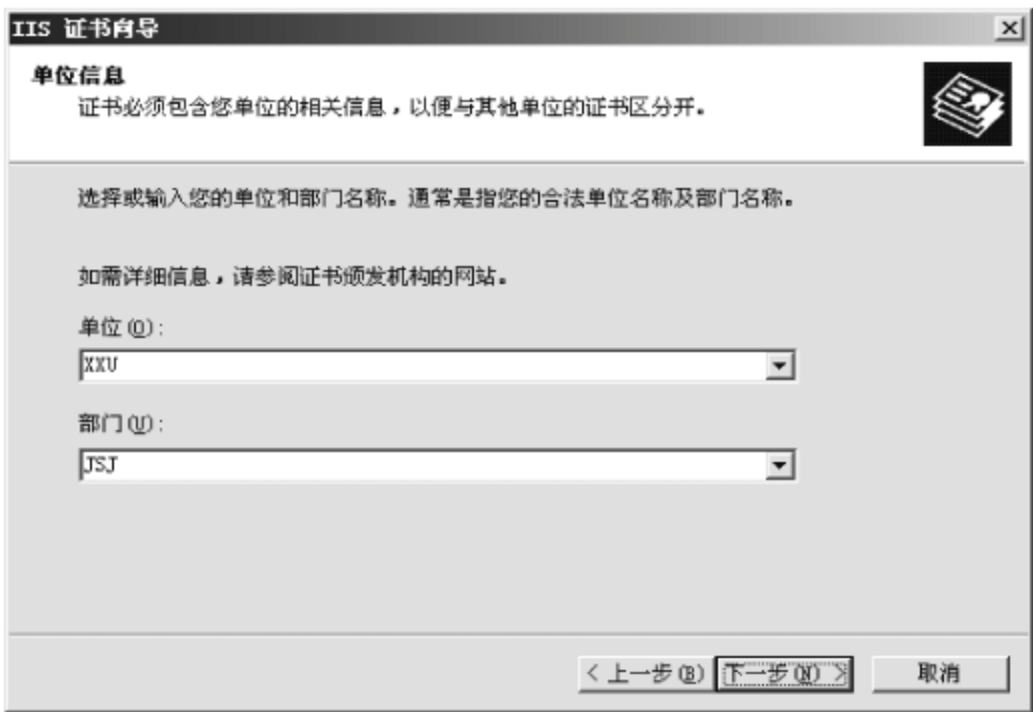 IIS 证书向导
单位信息
证书必须包含您单位的相关信息，以便与其他单位的证书区分开。
选择或输入您的单位和部门名称。通常是指您的合法单位名称及部门名称。
如需详细信息，请参阅证书颁发机构的网站。
单位(O):
XXU
部门(U):
JSJ
< 上一步(B) 下一步(N) > 取消